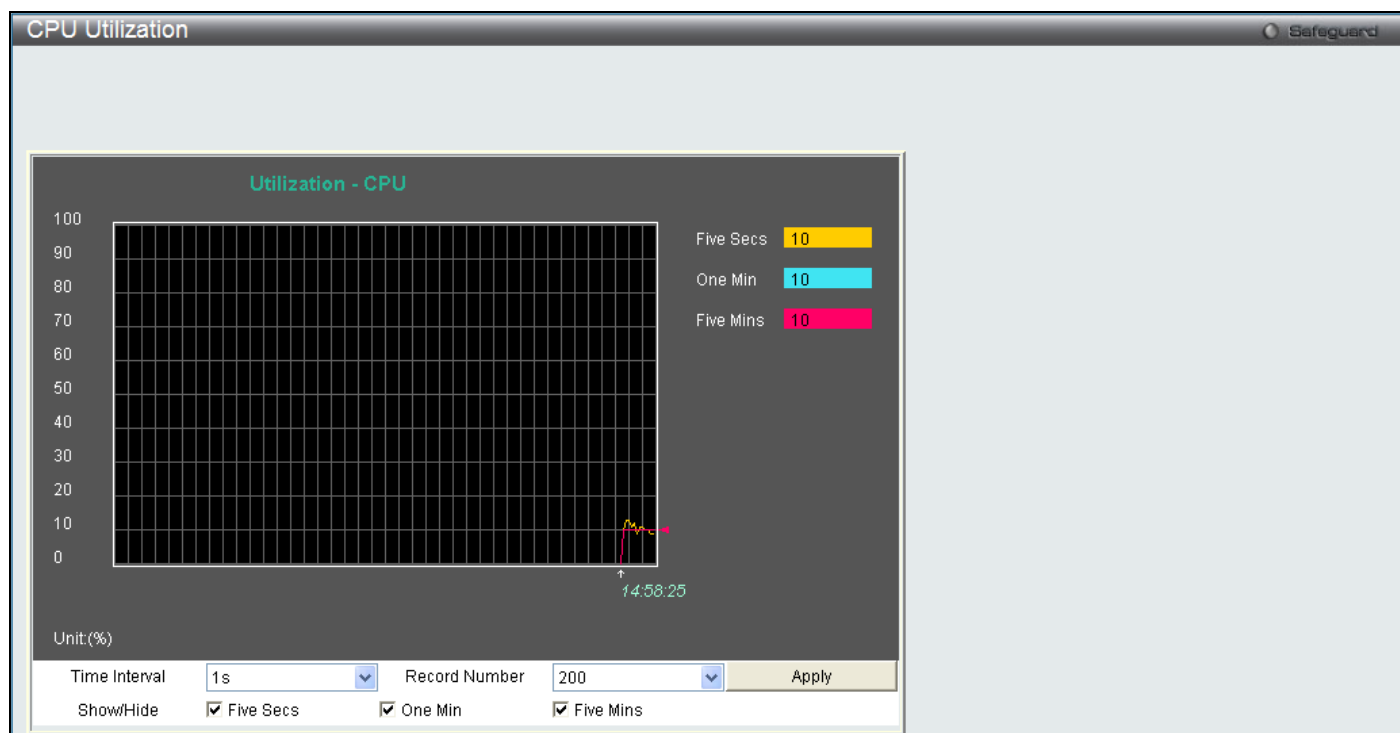 CPU Utilization
Safeguard
Utilization - CPU
100
90
80
70
60
50
40
30
20
10
0
Five Secs 10
One Min 10
Five Mins 10
14:58:25
Unit:(%)
Time Interval 1s Record Number 200 Apply
Show/Hide Five Secs One Min Five Mins